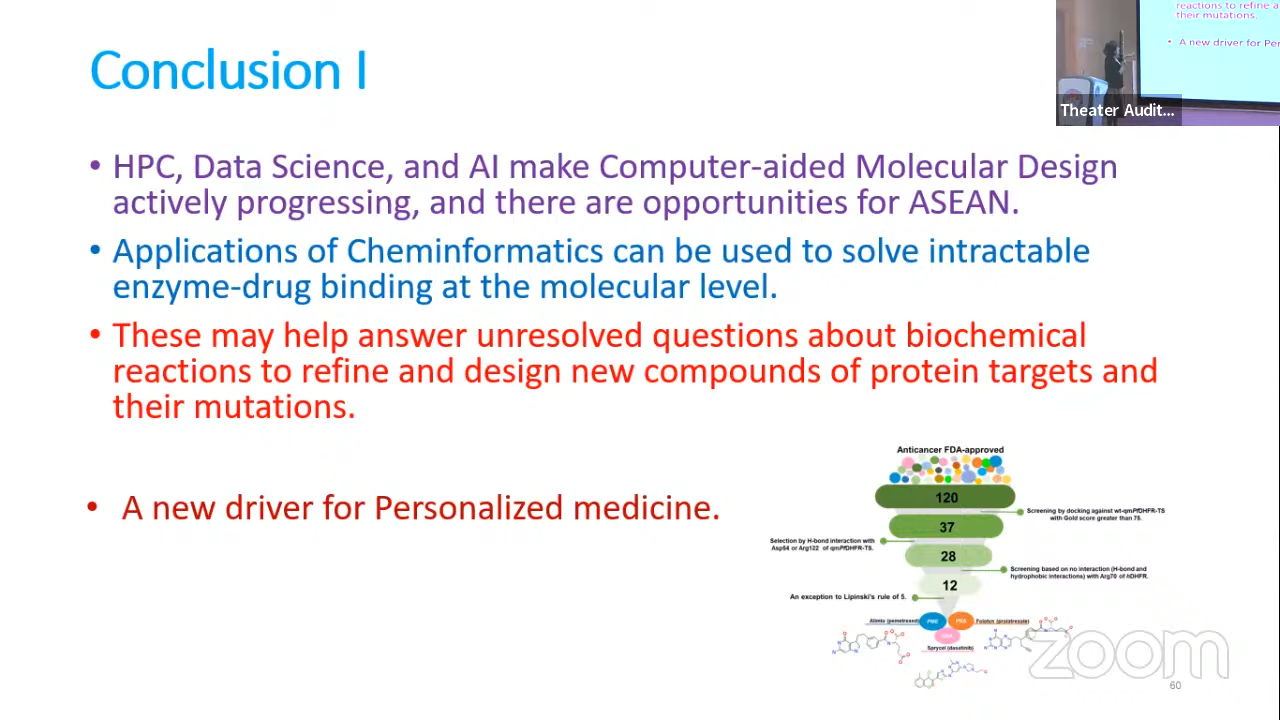 Conclusion I
reactions to refine a
their mutations.
• A new driver for Per
Theater Audit...
• HPC, Data Science, and AI make Computer-aided Molecular Design
actively progressing, and there are opportunities for ASEAN.
• Applications of Cheminformatics can be used to solve intractable
enzyme-drug binding at the molecular level.
• These may help answer unresolved questions about biochemical
reactions to refine and design new compounds of protein targets and
their mutations.
• A new driver for Personalized medicine.
Anticancer FDA-approved
120
Screening by docking against wt-qmPfDHFR-TS
with Gold score greater than 75.
37
Selection by H-bond interaction with
Asp54 or Arg122 of qmPfDHFR-TS.
28
Screening based on no interaction (H-bond and
hydrophobic interactions) with Arg70 of hDHFR.
12
An exception to Lipinski's rule of 5.
Alimta (pemetrexed)
PMX
PRA
Folotyn (pralatrexate)
Sprycel (dasatinib)
zoom
60